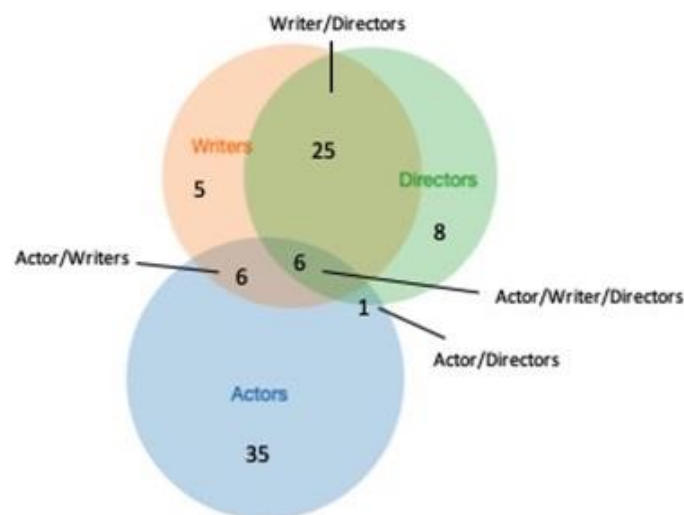 Writer/Directors
Writers
25
5
Directors
8
Actor/Writers
6
6
Actor/Writer/Directors
1
Actor/Directors
Actors
35